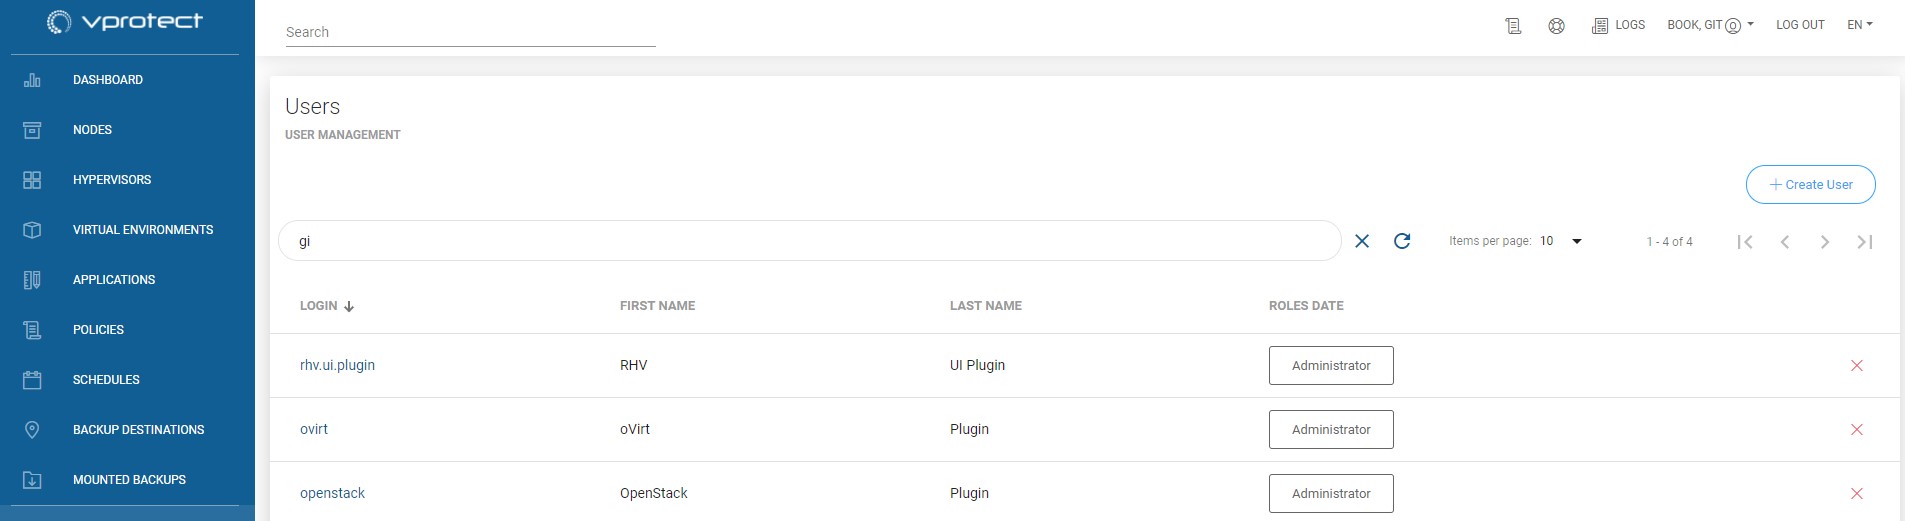 vprotect
Search
LOGS
BOOK, GIT
LOG OUT
EN
DASHBOARD
NODES
HYPERVISORS
VIRTUAL ENVIRONMENTS
APPLICATIONS
POLICIES
SCHEDULES
BACKUP DESTINATIONS
MOUNTED BACKUPS
Users
USER MANAGEMENT
Create User
gi
Items per page: 10
1 - 4 of 4
LOGIN FIRST NAME LAST NAME ROLES DATE
rhv.ui.plugin RHV UI Plugin Administrator
ovirt oVirt Plugin Administrator
openstack OpenStack Plugin Administrator